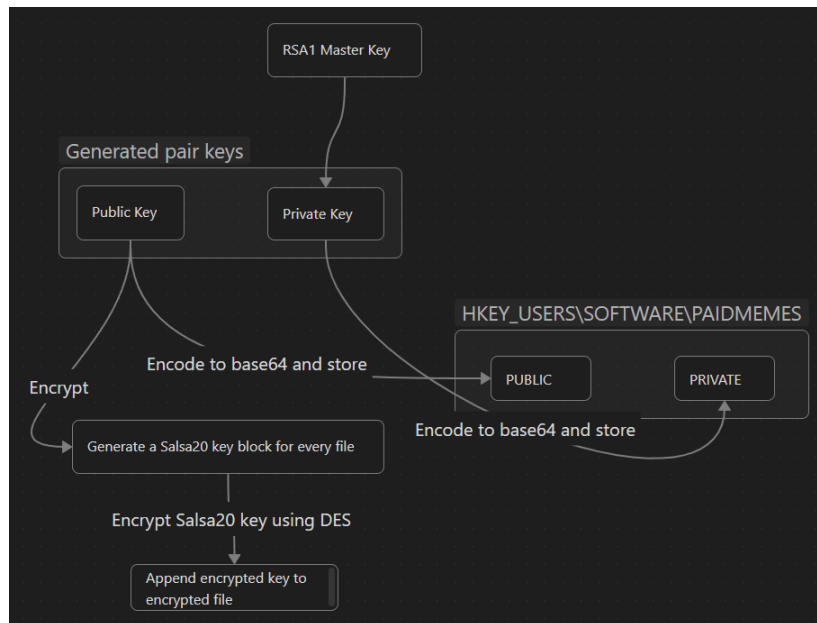 RSA1 Master Key
Generated pair keys
Public Key
Private Key
HKEY_USERS\SOFTWARE\PAIDMEMES
Encode to base64 and store
PUBLIC
PRIVATE
Encrypt
Encode to base64 and store
Generate a Salsa20 key block for every file
Encrypt Salsa20 key using DES
Append encrypted key to
encrypted file